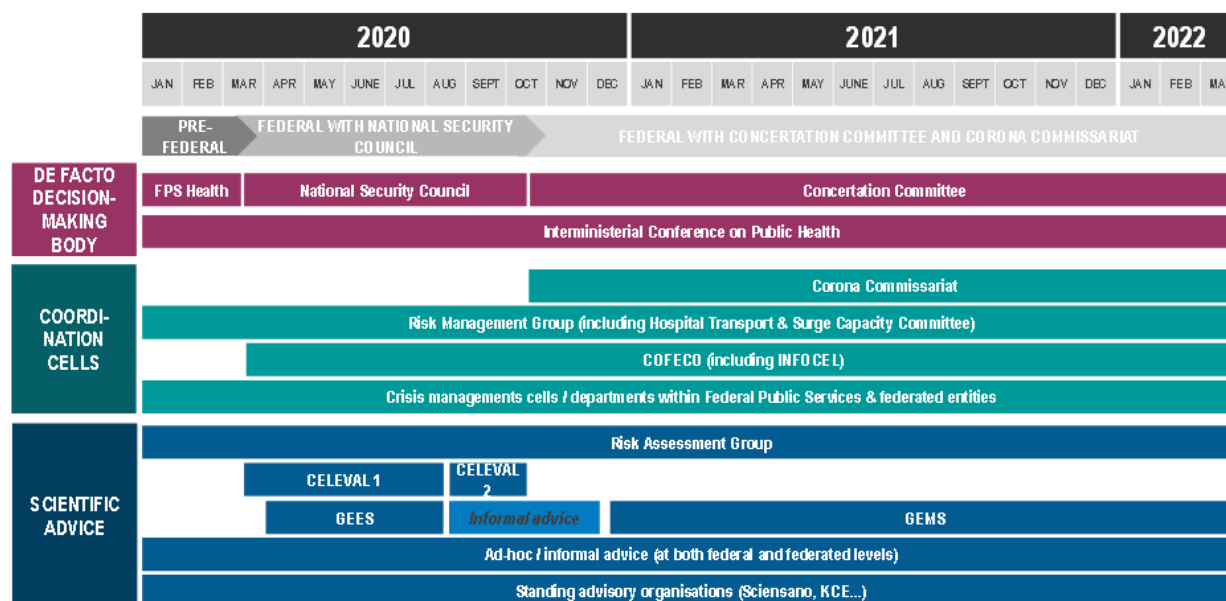 2020 2021 2022
JAN FEB MAR APR MAY JUNE JUL AUG SEPT OCT NOV DEC JAN FEB MAR APR MAY JUNE JUL AUG SEPT OCT NOV DEC JAN FEB MA
PRE-
FEDERAL
FEDERAL WITH NATIONAL SECURITY
COUNCIL
FEDERAL WITH CONCERTATION COMMITTEE AND CORONA COMMISSARIAT
DE FACTO
DECISION-
MAKING
BODY
FPS Health
National Security Council
Concertation Committee
Interministerial Conference on Public Health
COORDI-
NATION
CELLS
Corona Commissariat
Risk Management Group (including Hospital Transport & Surge Capacity Committee)
COFECO (including INFOCEL)
Crisis managements cells / departments within Federal Public Services & federated entities
SCIENTIFIC
ADVICE
Risk Assessment Group
CELEVAL 1
CELEVAL
2
GEES
Informal advice
GEMS
Ad-hoc / informal advice (at both federal and federated levels)
Standing advisory organisations (Sciensano, KCE...)